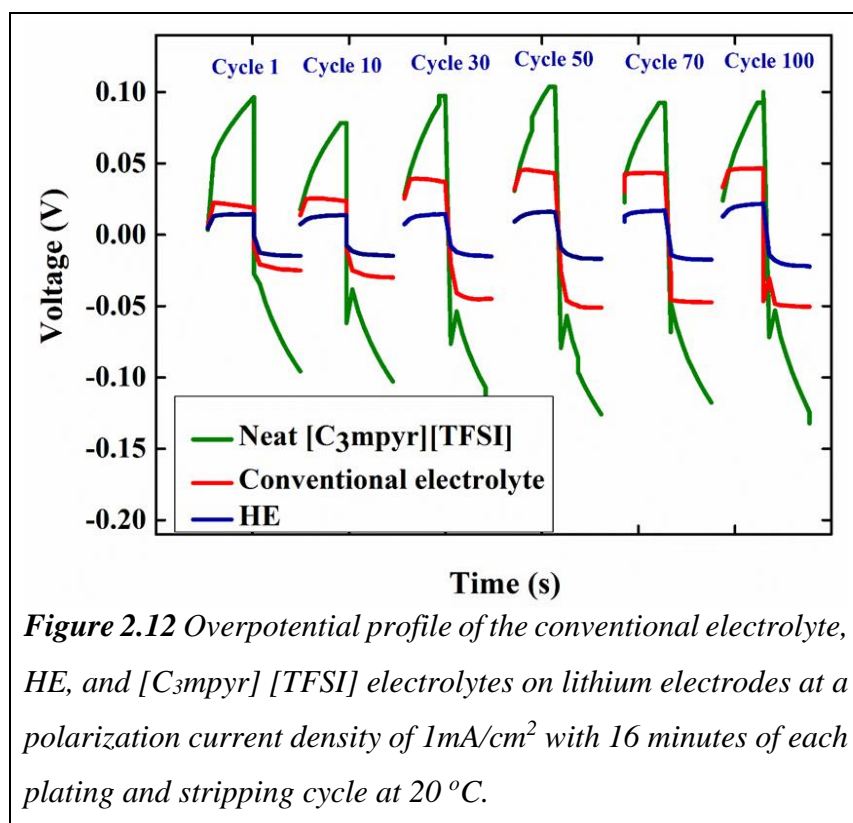 Cycle 1 Cycle 10 Cycle 30 Cycle 50 Cycle 70 Cycle 100
0.10
0.05
0.00
-0.05
-0.10
-0.15
-0.20
Voltage (V)
Neat [C3mpyr][TFSI]
Conventional electrolyte
HE
Time (s)
Figure 2.12 Overpotential profile of the conventional electrolyte,
HE, and [C3mpyr] [TFSI] electrolytes on lithium electrodes at a
polarization current density of 1mA/cm2 with 16 minutes of each
plating and stripping cycle at 20 oC.